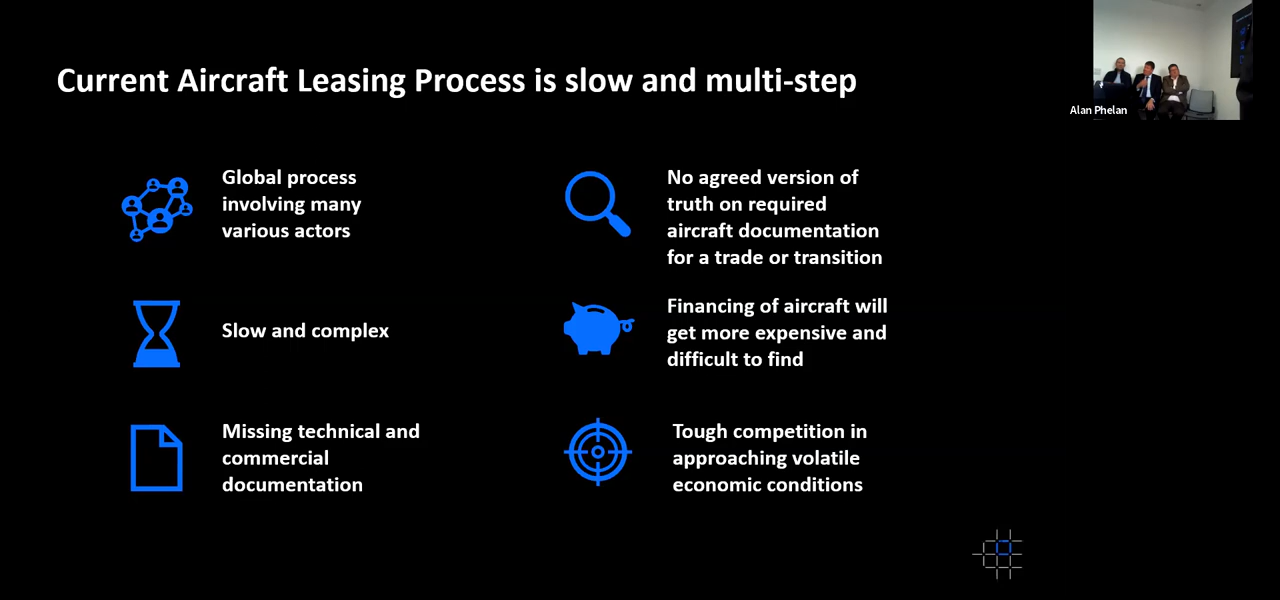 Current Aircraft Leasing Process is slow and multi-step
Alan Phelan
Global process
involving many
various actors
No agreed version of
truth on required
aircraft documentation
for a trade or transition
Slow and complex
Financing of aircraft will
get more expensive and
difficult to find
Missing technical and
commercial
documentation
Tough competition in
approaching volatile
economic conditions